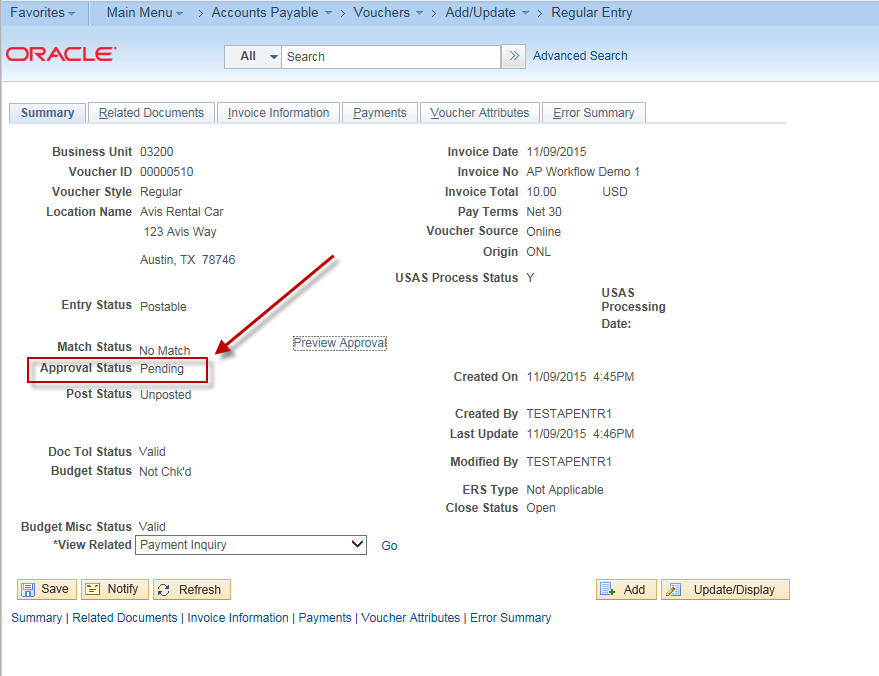 Favorites Main Menu > Accounts Payable > Vouchers > Add/Update > Regular Entry
ORACLE
All Search Advanced Search
Summary Related Documents Invoice Information Payments Voucher Attributes Error Summary
Business Unit 03200
Voucher ID 00000510
Voucher Style Regular
Location Name Avis Rental Car
123 Avis Way
Austin, TX 78746
Invoice Date 11/09/2015
Invoice No AP Workflow Demo 1
Invoice Total 10.00 USD
Pay Terms Net 30
Voucher Source Online
Origin ONL
USAS Process Status Y
USAS
Processing
Date:
Entry Status Postable
Match Status No Match
Preview Approval
Approval Status Pending
Post Status Unposted
Created On 11/09/2015 4:45PM
Created By TESTAPENTR1
Last Update 11/09/2015 4:46PM
Modified By TESTAPENTR1
Doc Tol Status Valid
Budget Status Not Chk'd
ERS Type Not Applicable
Close Status Open
Budget Misc Status Valid
*View Related Payment Inquiry Go
Save Notify Refresh Add Update/Display
Summary | Related Documents | Invoice Information | Payments | Voucher Attributes | Error Summary